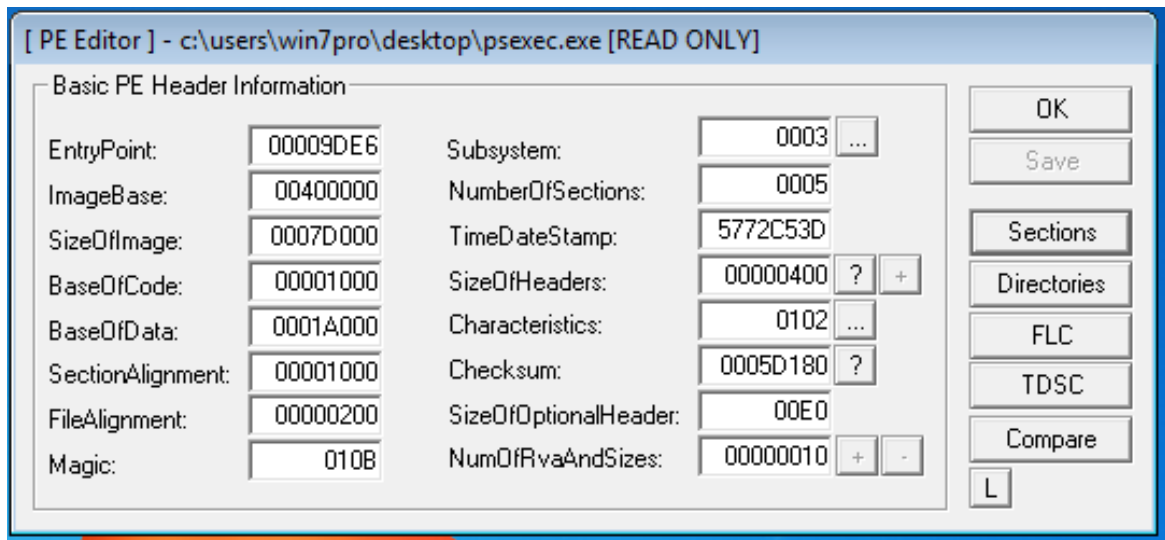 [ PE Editor ] - c:\users\win7pro\desktop\psexec.exe [READ ONLY]
Basic PE Header Information
EntryPoint: 00009DE6
ImageBase: 00400000
SizeOfImage: 0007D000
BaseOfCode: 00001000
BaseOfData: 0001A000
SectionAlignment: 00001000
FileAlignment: 00000200
Magic: 010B
Subsystem: 0003 ...
NumberOfSections: 0005
TimeDateStamp: 5772C53D
SizeOfHeaders: 00000400 ? +
Characteristics: 0102 ...
Checksum: 0005D180 ?
SizeOfOptionalHeader: 00E0
NumOfRvaAndSizes: 00000010 + -
OK
Save
Sections
Directories
FLC
TDSC
Compare
L